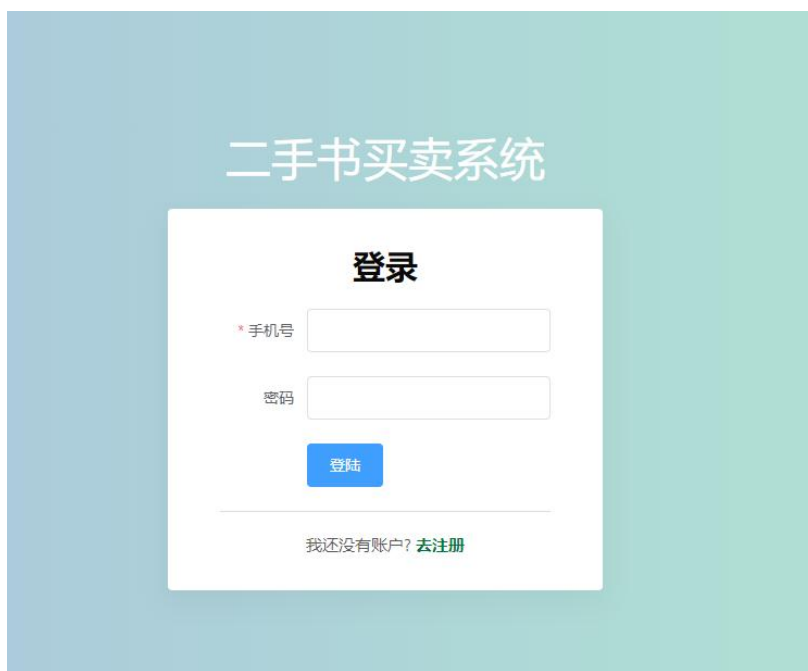 二手书买卖系统
登录
* 手机号
密码
登陆
我还没有账户? 去注册